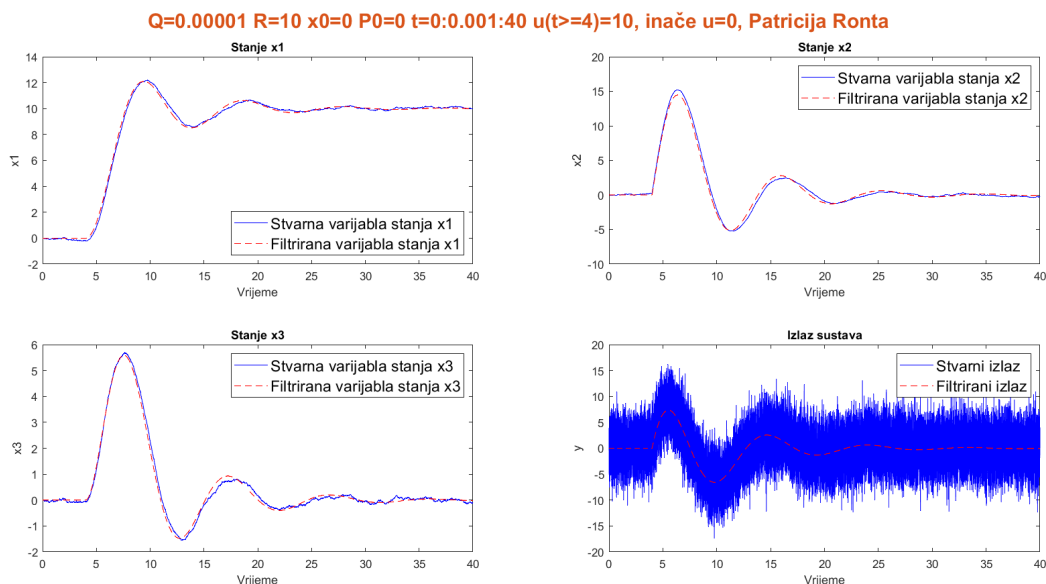 Q=0.00001 R=10 x0=0 P0=0 t=0:0.001:40 u(t>=4)=10, inače u=0, Patricija Ronta
Stanje x1
14
12
10
8
6
4
2
0
-2
x1
Stvarna varijabla stanja x1
Filtrirana varijabla stanja x1
0 5 10 15 20 25 30 35 40
Vrijeme
Stanje x2
20
15
10
5
0
-5
-10
x2
Stvarna varijabla stanja x2
Filtrirana varijabla stanja x2
0 5 10 15 20 25 30 35 40
Vrijeme
Stanje x3
6
5
4
3
2
1
0
-1
-2
x3
Stvarna varijabla stanja x3
Filtrirana varijabla stanja x3
0 5 10 15 20 25 30 35 40
Vrijeme
Izlaz sustava
20
15
10
5
0
-5
-10
-15
-20
y
Stvarni izlaz
Filtrirani izlaz
0 5 10 15 20 25 30 35 40
Vrijeme